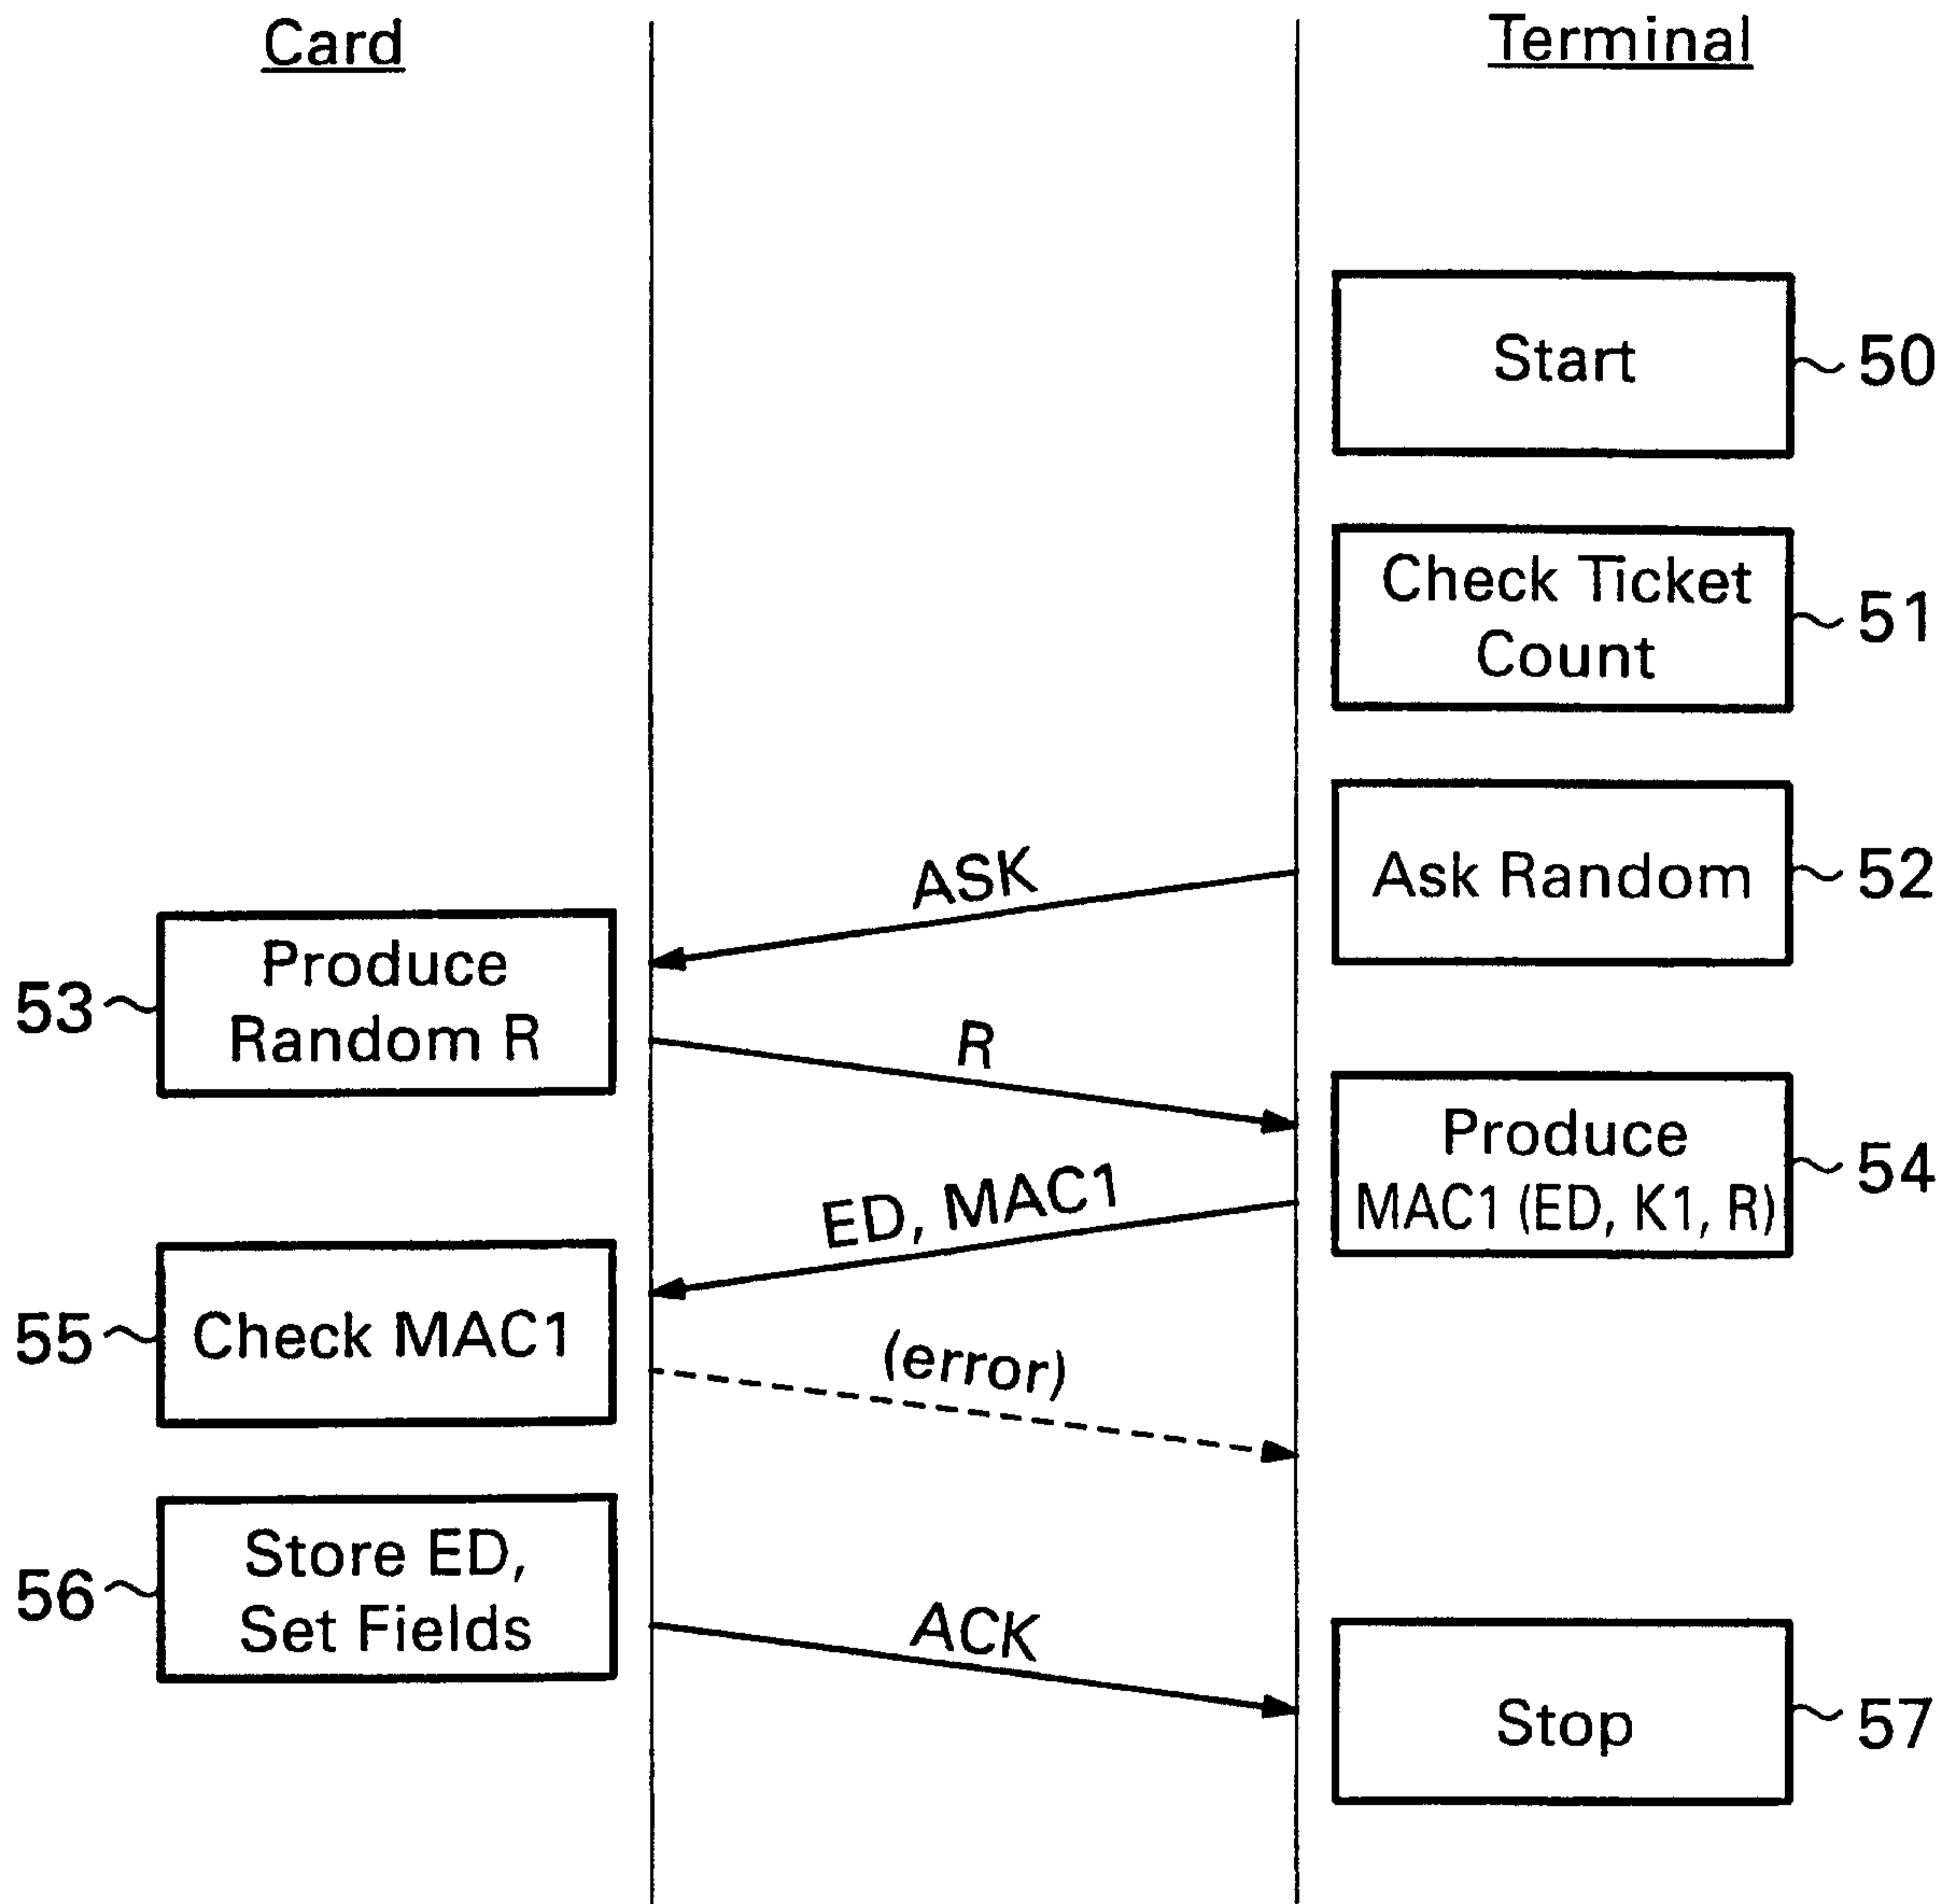 Card
Terminal
Start
50
Check Ticket
Count
51
Ask Random
52
ASK
Produce
Random R
53
R
Produce
MAC1 (ED, K1, R)
54
ED, MAC1
Check MAC1
55
(error)
Store ED,
Set Fields
56
ACK
Stop
57